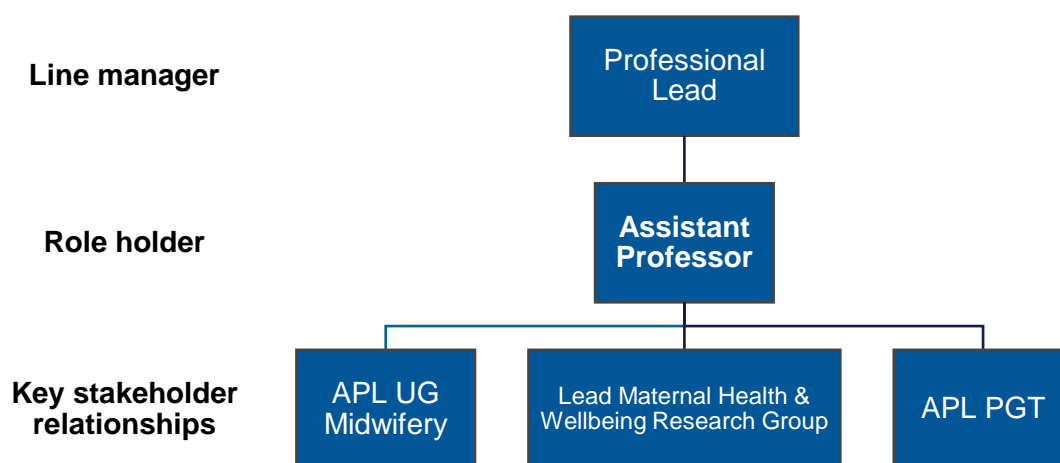 Line manager
Professional
Lead
Role holder
Assistant
Professor
Key stakeholder
relationships
APL UG
Midwifery
Lead Maternal Health &
Wellbeing Research Group
APL PGT